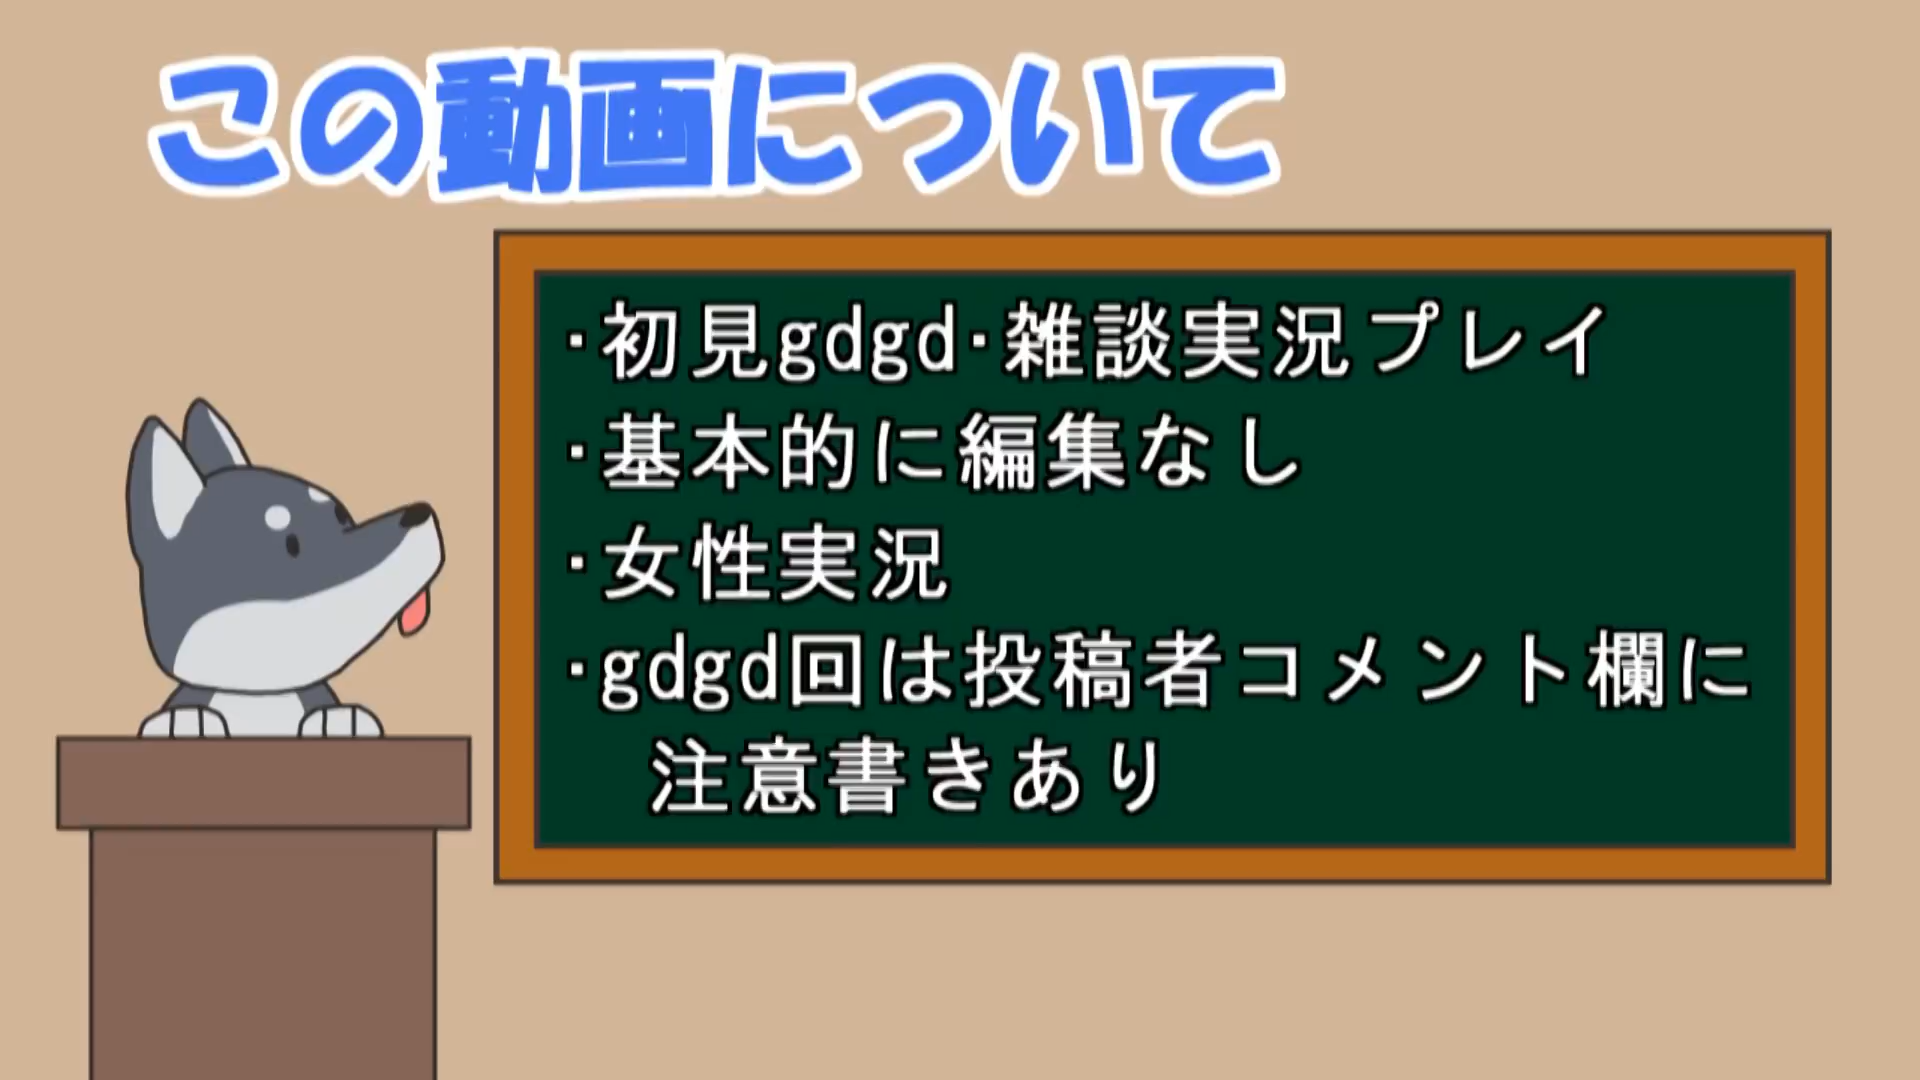 この動画について
・初見gdgd・雑談実況プレイ
・基本的に編集なし
・女性実況
・gdgd回は投稿者コメント欄に
注意書きあり